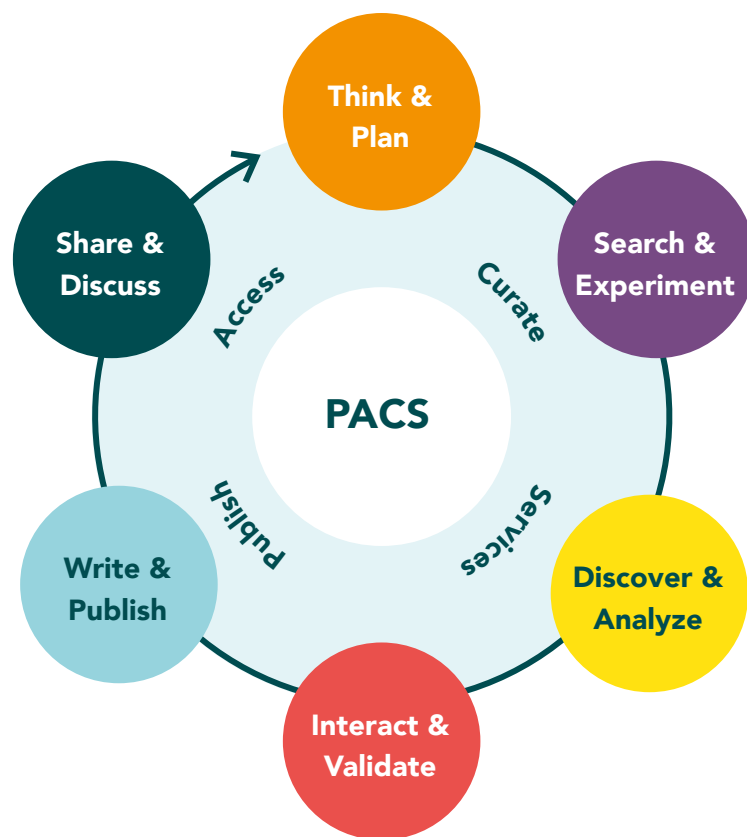 Think &
Plan
Search &
Experiment
Share &
Discuss
Access
Curate
PACS
Publish
Services
Write &
Publish
Discover &
Analyze
Interact &
Validate